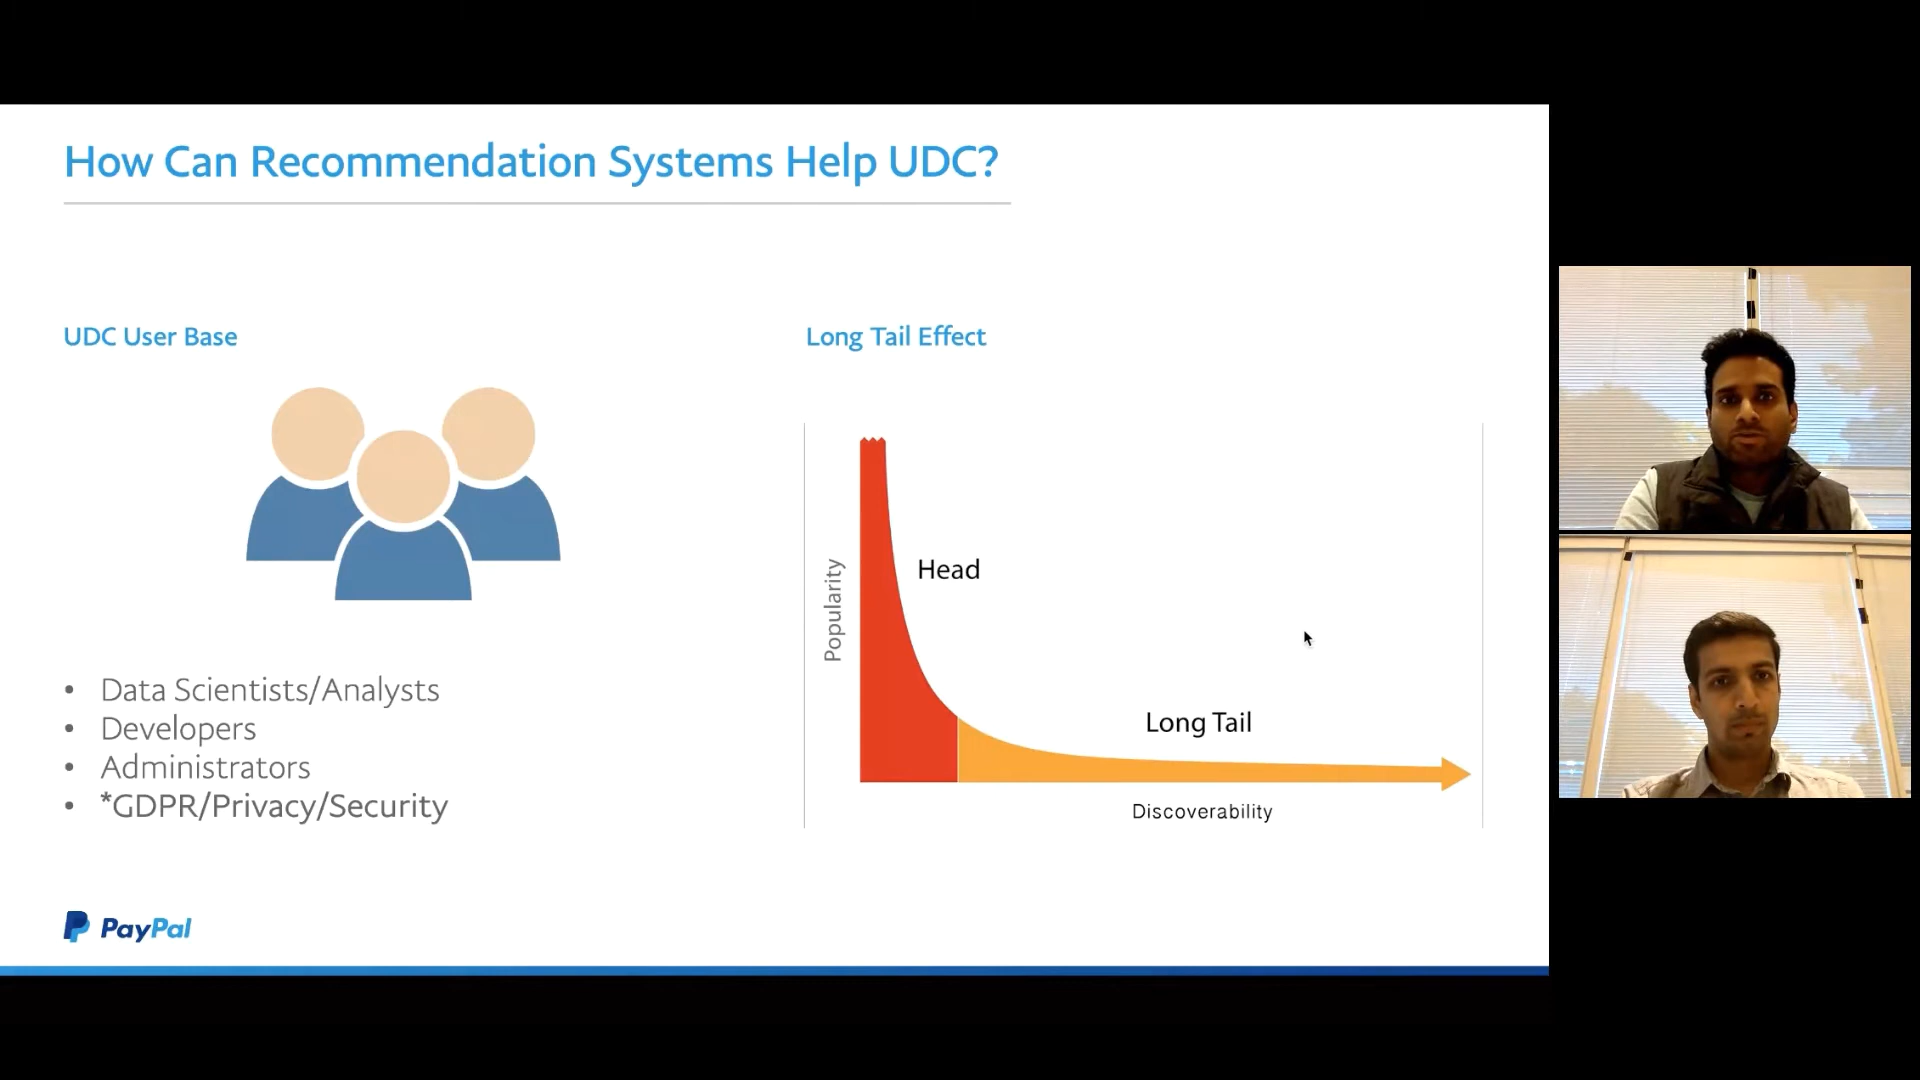 How Can Recommendation Systems Help UDC?
UDC User Base
• Data Scientists/Analysts
• Developers
• Administrators
• *GDPR/Privacy/Security
Long Tail Effect
Popularity
Head
Long Tail
Discoverability
PayPal